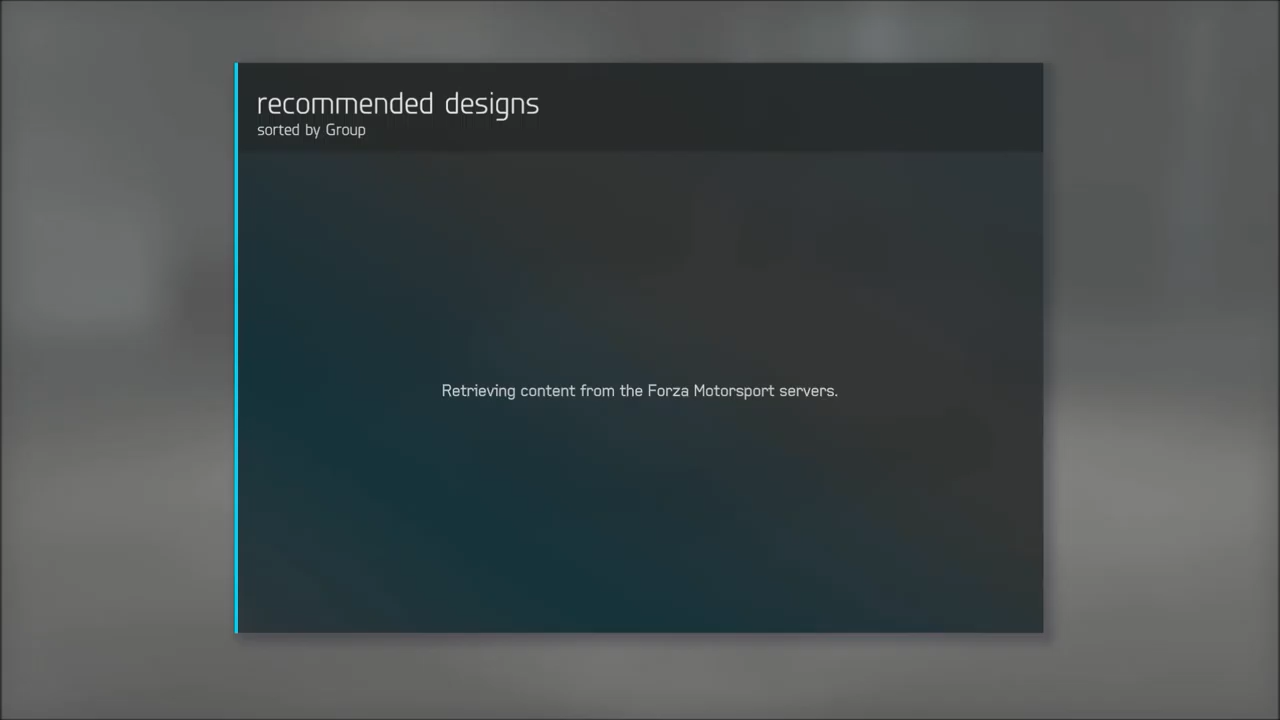 recommended designs
sorted by Group
Retrieving content from the Forza Motorsport servers.